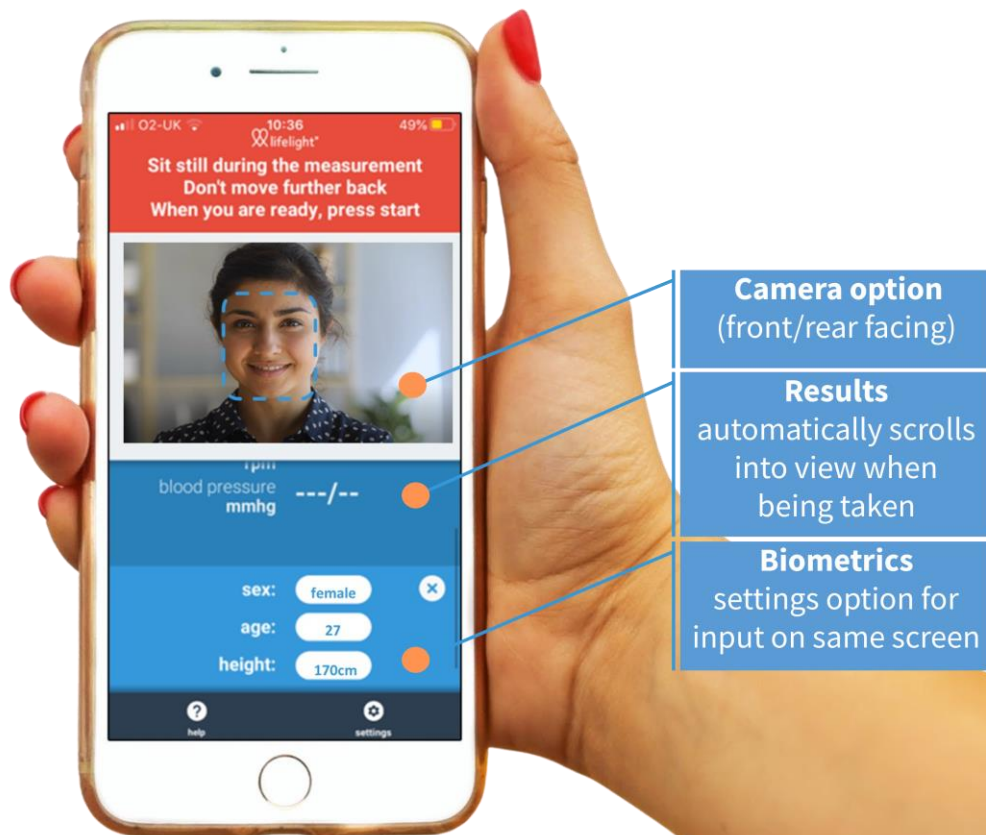 O2-UK 10:36 49%
lifelight
Sit still during the measurement
Don't move further back
When you are ready, press start
rpm
blood pressure ---/--
mmhg
sex: female
age: 27
height: 170cm
? help
settings
Camera option
(front/rear facing)
Results
automatically scrolls
into view when
being taken
Biometrics
settings option for
input on same screen